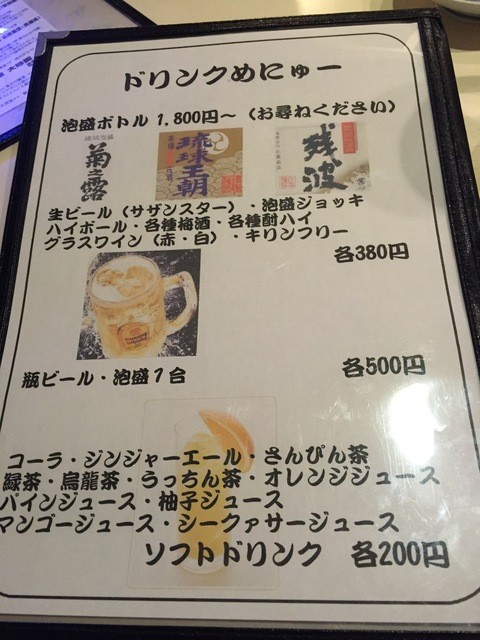 ドリンクめにゅー
泡盛ボトル 1,800円～（お尋ねください）
菊之露
琉球王朝
残波
生ビール（サザンスター）・泡盛ジョッキ
ハイボール・各種梅酒・各種酎ハイ
グラスワイン（赤・白）・キリンフリー
各380円
瓶ビール・泡盛1合 各500円
コーラ・ジンジャーエール・さんぴん茶
緑茶・烏龍茶・うっちん茶・オレンジジュース
パインジュース・柚子ジュース
マンゴージュース・シークァサージュース
ソフトドリンク 各200円